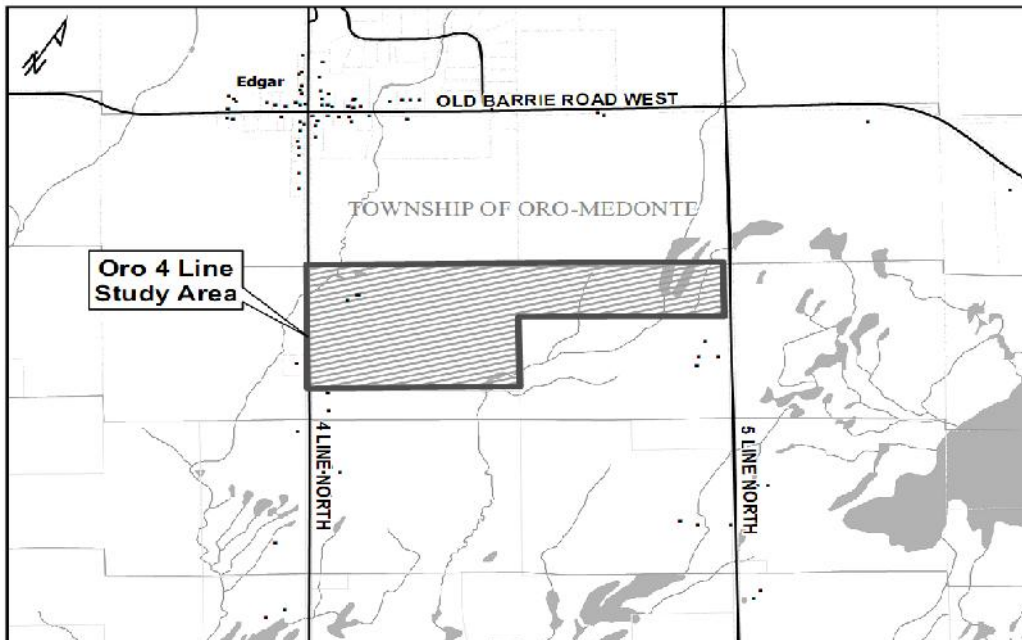 N
Edgar
OLD BARRIE ROAD WEST
TOWNSHIP OF ORO-MEDONTE
Oro 4 Line
Study Area
4 LINE NORTH
5 LINE NORTH